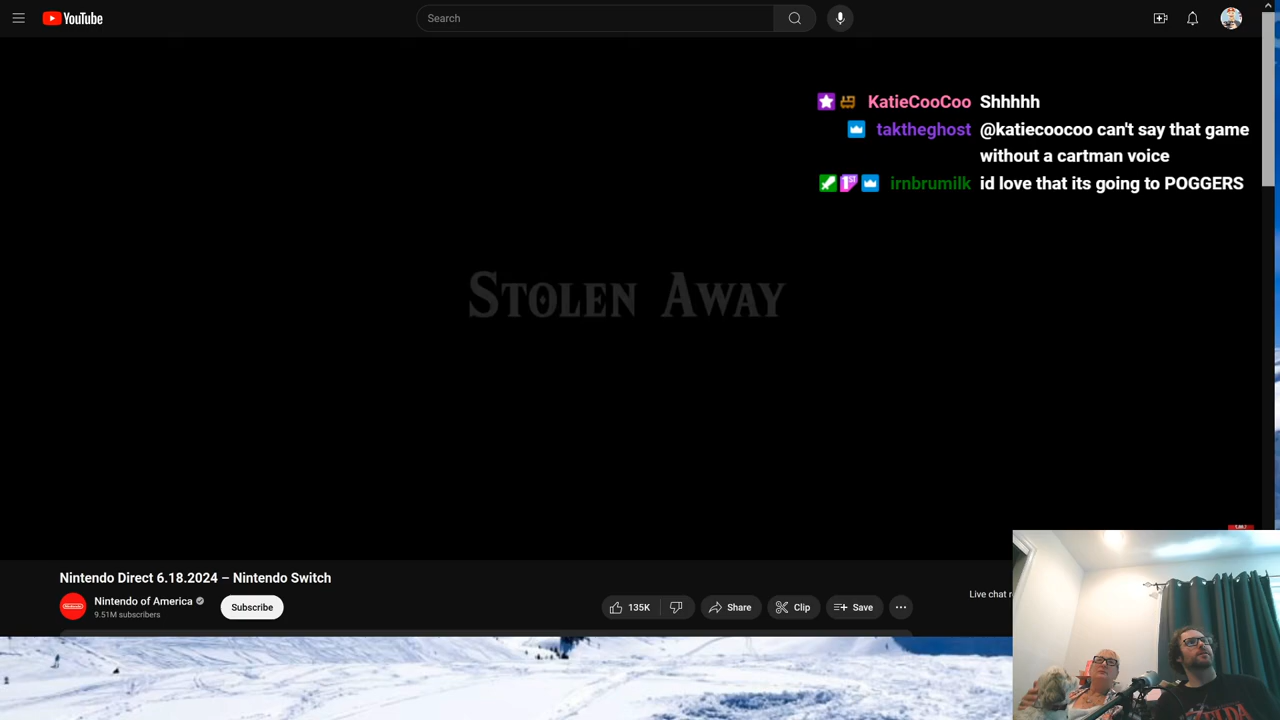 YouTube
Search
KatieCooCoo Shhhhh
taktheghost @katiecoocoo can't say that game
without a cartman voice
irnbrumilk id love that its going to POGGERS
Stolen Away
Nintendo Direct 6.18.2024 – Nintendo Switch
Nintendo of America
9.51M subscribers
Subscribe
135K
Share
Clip
Save
Live chat